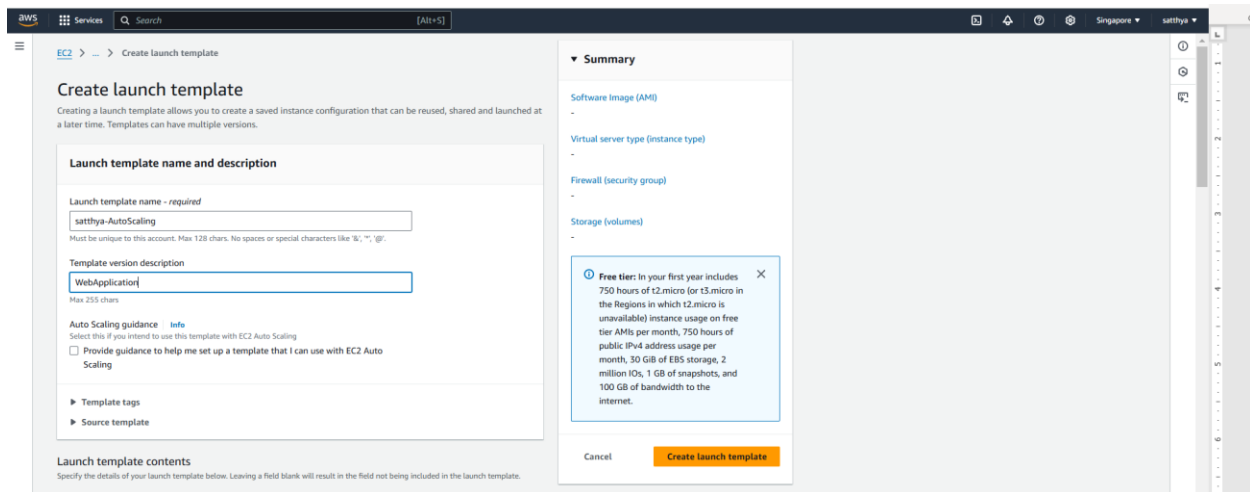 aws
Services
Search [Alt+S]
Singapore ▼
satthya ▼
EC2 > ... > Create launch template
Create launch template
Creating a launch template allows you to create a saved instance configuration that can be reused, shared and launched at
a later time. Templates can have multiple versions.
Launch template name and description
Launch template name - required
satthya-AutoScaling
Must be unique to this account. Max 128 chars. No spaces or special characters like '&', '*', '@'.
Template version description
WebApplication
Max 255 chars
Auto Scaling guidance Info
Select this if you intend to use this template with EC2 Auto Scaling
Provide guidance to help me set up a template that I can use with EC2 Auto
Scaling
▶ Template tags
▶ Source template
Launch template contents
Specify the details of your launch template below. Leaving a field blank will result in the field not being included in the launch template.
▼ Summary
Software Image (AMI)
-
Virtual server type (instance type)
-
Firewall (security group)
-
Storage (volumes)
-
Free tier: In your first year includes
750 hours of t2.micro (or t3.micro in
the Regions in which t2.micro is
unavailable) instance usage on free
tier AMIs per month, 750 hours of
public IPv4 address usage per
month, 30 GiB of EBS storage, 2
million IOs, 1 GB of snapshots, and
100 GB of bandwidth to the
internet.
Cancel
Create launch template
1
2
3
4
5
6